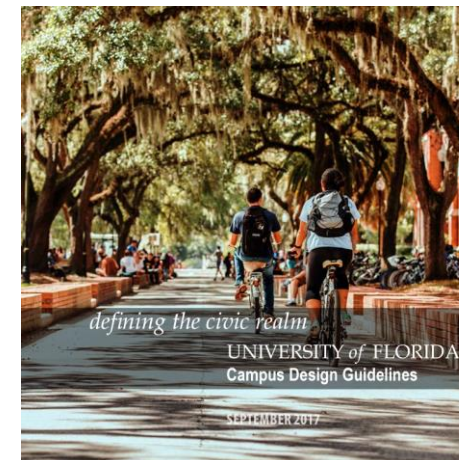 defining the civic realm
UNIVERSITY of FLORIDA
Campus Design Guidelines
SEPTEMBER 2017